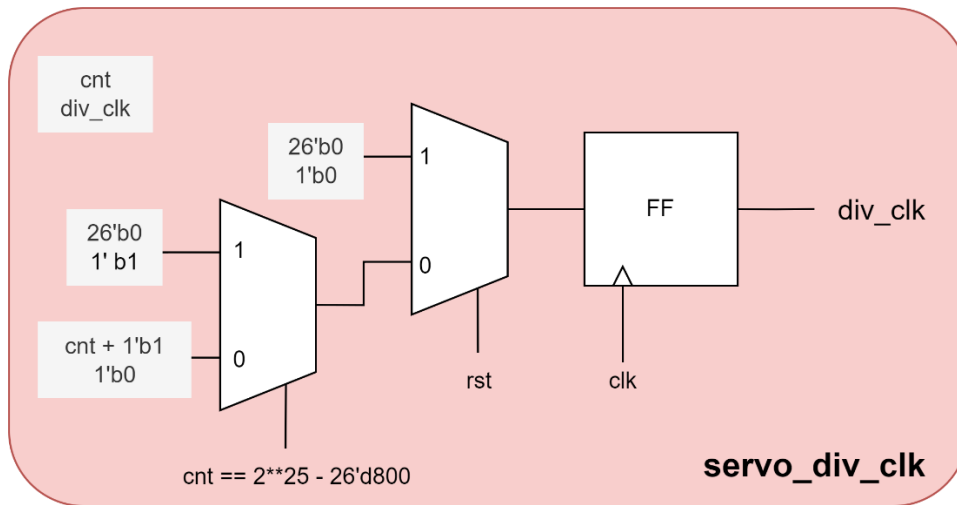 cnt
div_clk
26'b0
1'b0
1
0
26'b0
1' b1
1
cnt + 1'b1
1'b0
0
FF
div_clk
rst
clk
cnt == 2**25 - 26'd800
servo_div_clk